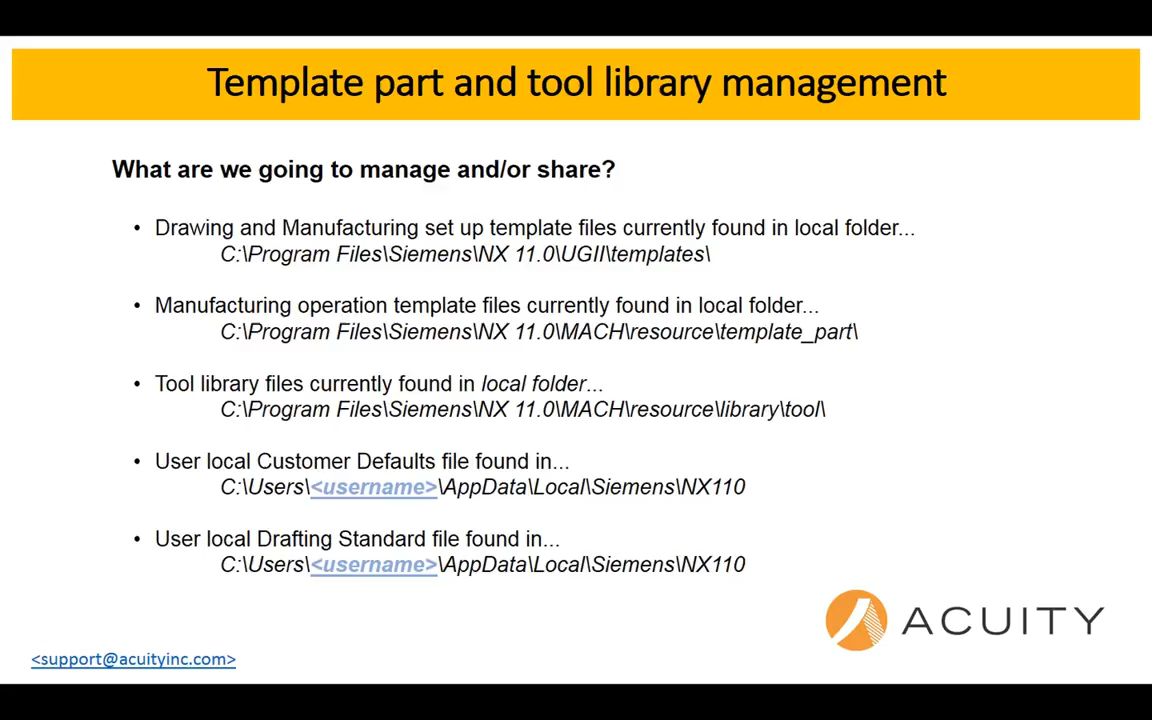 Template part and tool library management
What are we going to manage and/or share?
• Drawing and Manufacturing set up template files currently found in local folder...
C:\Program Files\Siemens\NX 11.0\UGII\templates\
• Manufacturing operation template files currently found in local folder...
C:\Program Files\Siemens\NX 11.0\MACH\resource\template_part\
• Tool library files currently found in local folder...
C:\Program Files\Siemens\NX 11.0\MACH\resource\library\tool\
• User local Customer Defaults file found in...
C:\Users\<username>\AppData\Local\Siemens\NX110
• User local Drafting Standard file found in...
C:\Users\<username>\AppData\Local\Siemens\NX110
ACUITY
<support@acuityinc.com>